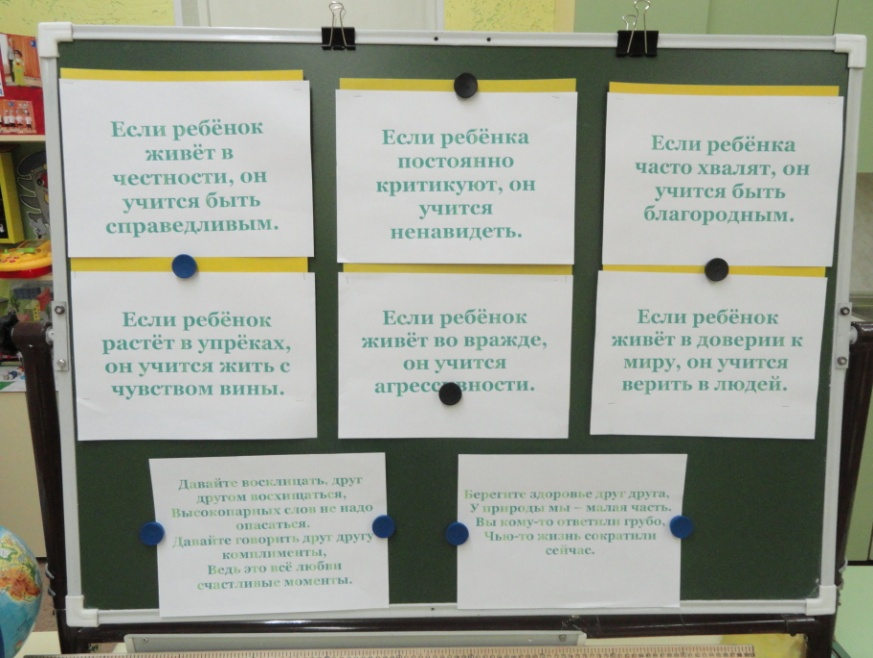 Если ребёнок
живёт в
честности, он
учится быть
справедливым.
Если ребёнка
постоянно
критикуют, он
учится
ненавидеть.
Если ребёнка
часто хвалят, он
учится быть
благородным.
Если ребёнок
растёт в упрёках,
он учится жить с
чувством вины.
Если ребёнок
живёт во вражде,
он учится
агрессивности.
Если ребёнок
живёт в доверии к
миру, он учится
верить в людей.
Давайте восклицать, друг
другом восхищаться,
Высокопарных слов не надо
опасаться.
Давайте говорить друг другу
комплименты,
Ведь это всё любви
счастливые моменты.
Берегите здоровье друг друга,
У природы мы – малая часть.
Вы кому-то ответили грубо,
Чью-то жизнь сократили
сейчас.